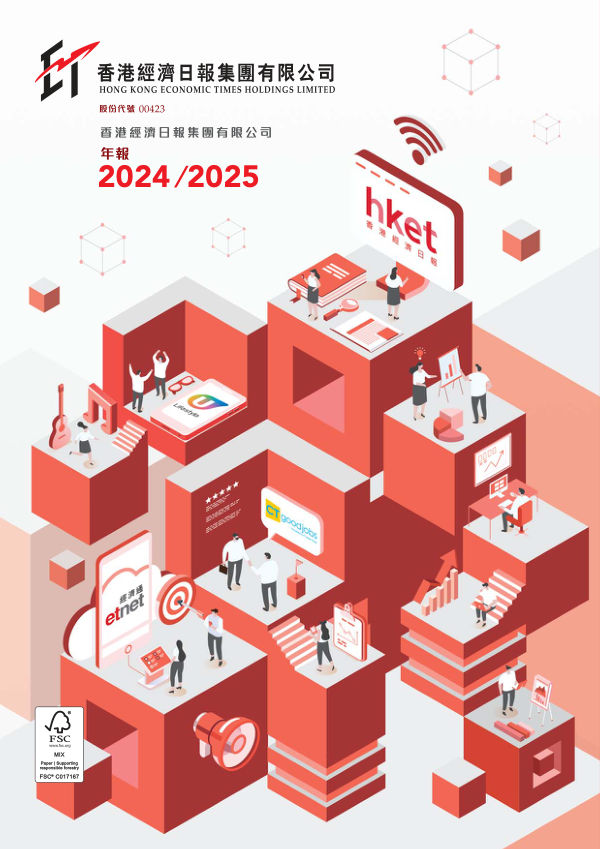 香港經濟日報集團有限公司
HONG KONG ECONOMIC TIMES HOLDINGS LIMITED
股份代號 00423
香港經濟日報集團有限公司
年報
2024/2025
hket
香港經濟日報
U
Lifestyle
CT
goodjobs
經濟通
etnet
FSC
www.fsc.org
MIX
Paper | Supporting
responsible forestry
FSC® C017167